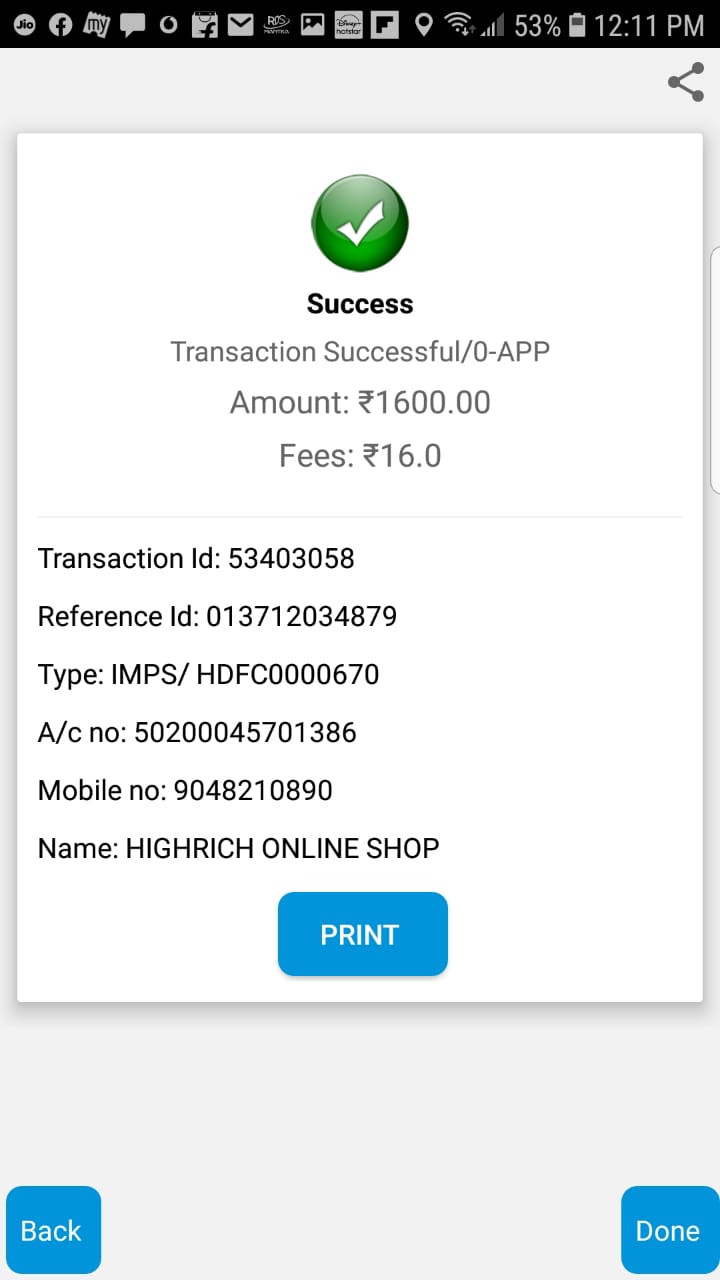 Jio my RDS MANTRA Disney+ hotstar 53% 12:11 PM
Success
Transaction Successful/0-APP
Amount: ₹1600.00
Fees: ₹16.0
Transaction Id: 53403058
Reference Id: 013712034879
Type: IMPS/ HDFC0000670
A/c no: 50200045701386
Mobile no: 9048210890
Name: HIGHRICH ONLINE SHOP
PRINT
Back
Done